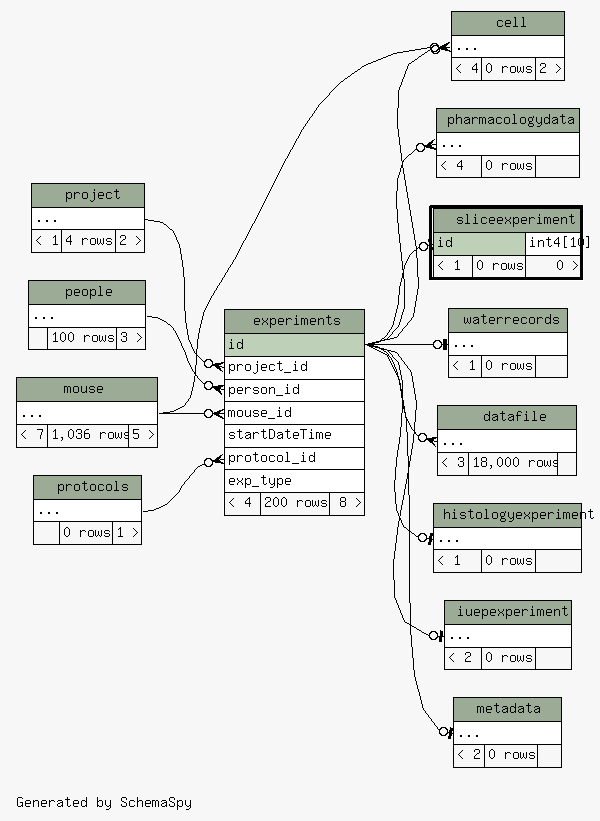 cell
...
< 4 0 rows 2 >
pharmacologydata
...
< 4 0 rows
project
...
< 1 4 rows 2 >
sliceexperiment
id int4[10]
< 1 0 rows 0 >
people
...
100 rows 3 >
experiments
id
project_id
person_id
mouse_id
startDateTime
protocol_id
exp_type
< 4 200 rows 8 >
waterrecords
...
< 1 0 rows
mouse
...
< 7 1,036 rows 5 >
datafile
...
< 3 18,000 rows
protocols
...
0 rows 1 >
histologyexperiment
...
< 1 0 rows
iuepexperiment
...
< 2 0 rows
metadata
...
< 2 0 rows
Generated by SchemaSpy